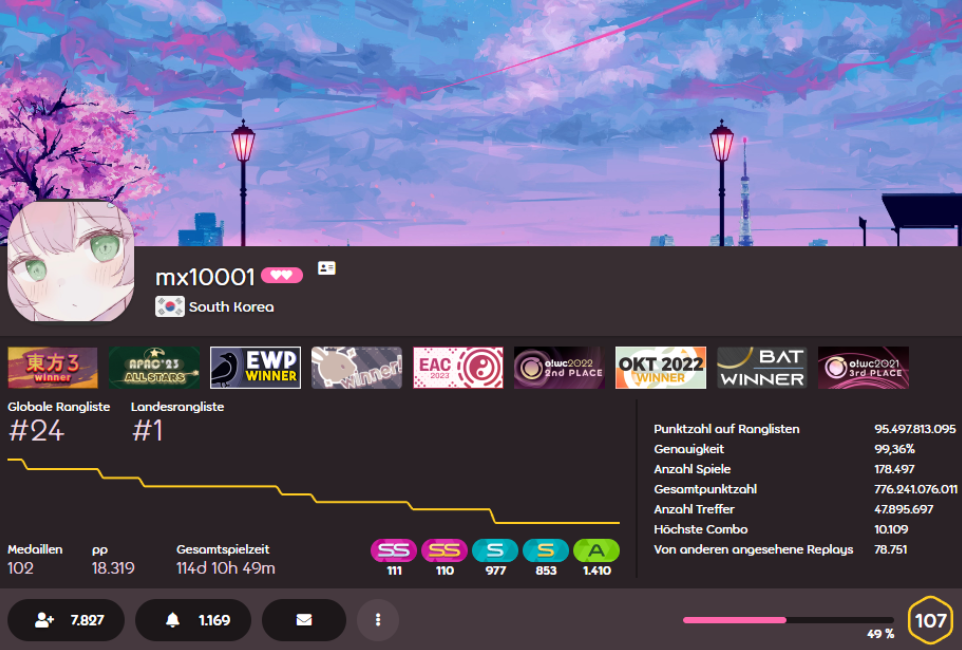 mx10001
South Korea
東方3
winner
APAC'23
ALL STARS
EWP
WINNER
winner!
EAC
2023
owc2022
2nd PLACE
OKT 2022
WINNER
BAT
WINNER
owc2021
3rd PLACE
Globale Rangliste
#24
Landesrangliste
#1
Medaillen
102
pp
18.319
Gesamtspielzeit
114d 10h 49m
SS
111
SS
110
S
977
S
853
A
1.410
Punktzahl auf Ranglisten 95.497.813.095
Genauigkeit 99,36%
Anzahl Spiele 178.497
Gesamtpunktzahl 776.241.076.011
Anzahl Treffer 47.895.697
Höchste Combo 10.109
Von anderen angesehene Replays 78.751
7.827
1.169
49 %
107